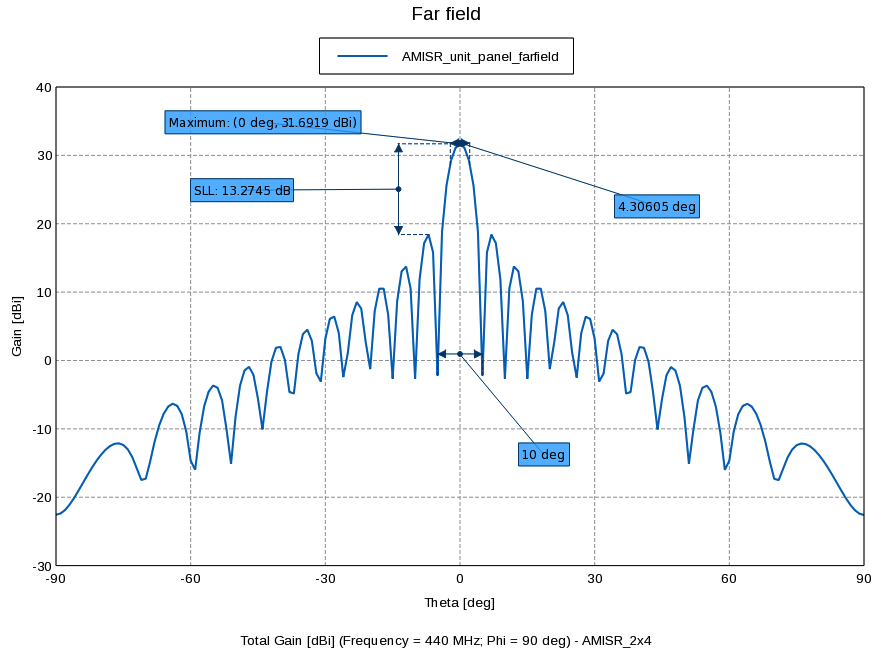 Far field
AMISR_unit_panel_farfield
40
Maximum: (0 deg, 31.6919 dBi)
30
SLL: 13.2745 dB
4.30605 deg
20
10
Gain [dBi]
0
-10
10 deg
-20
-30
-90 -60 -30 0 30 60 90
Theta [deg]
Total Gain [dBi] (Frequency = 440 MHz; Phi = 90 deg) - AMISR_2x4